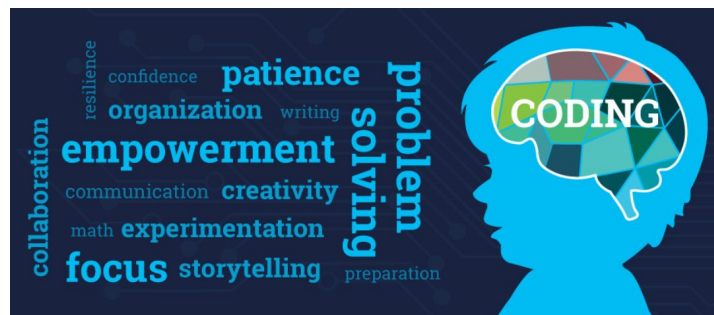 resilience
confidence
patience
organization
writing
empowerment
communication
creativity
math
experimentation
focus
storytelling
collaboration
solving
problem
preparation
CODING